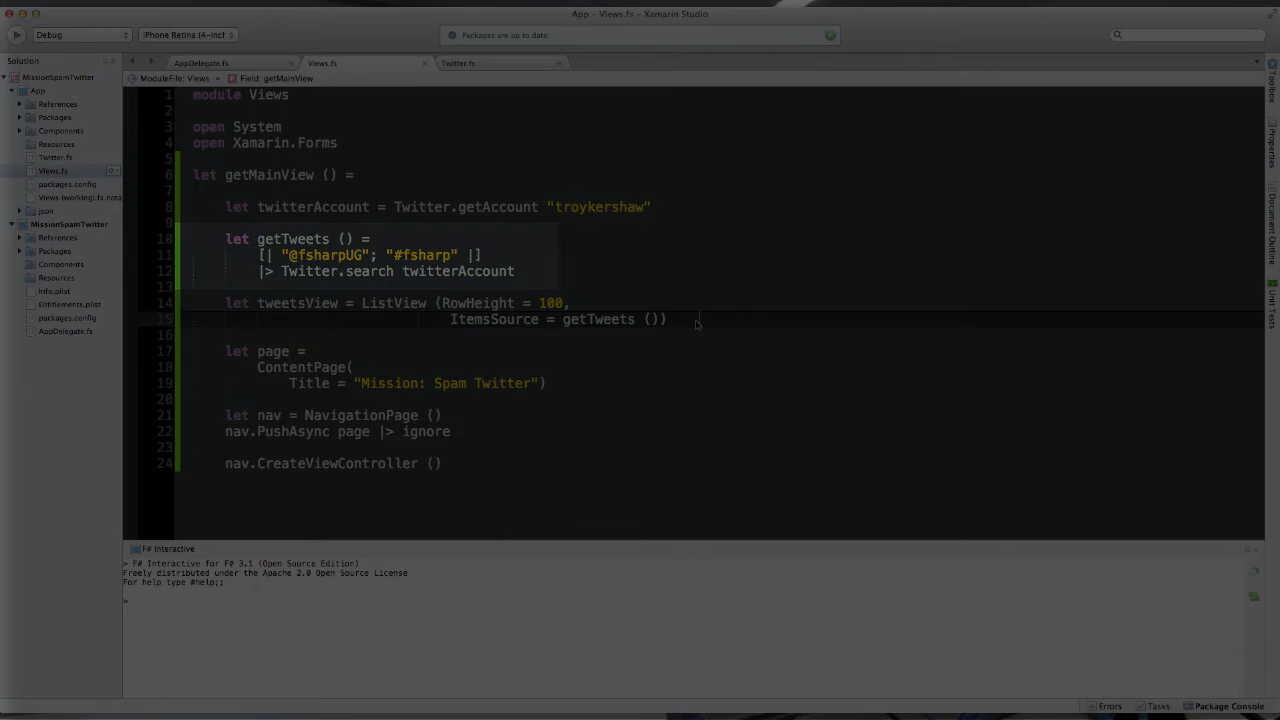 App – Views.fs – Xamarin Studio
Debug
iPhone Retina (4-inch
Packages are up to date.
Solution
AppDelegate.fs
Views.fs
Twitter.fs
MissionSpamTwitter
ModuleFile: Views
Field: getMainView
App
References
Packages
Components
Resources
Twitter.fs
Views.fs
packages.config
Views (working).fs.nota
json
MissionSpamTwitter
References
Packages
Components
Resources
Info.plist
Entitlements.plist
packages.config
AppDelegate.fs
1 module Views
2
3 open System
4 open Xamarin.Forms
5
6 let getMainView () =
7
8 let twitterAccount = Twitter.getAccount "troykershaw"
9
10 let getTweets () =
11 [| "@fsharpUG"; "#fsharp" |]
12 |> Twitter.search twitterAccount
13
14 let tweetsView = ListView (RowHeight = 100,
15 ItemsSource = getTweets ())
17 let page =
18 ContentPage(
19 Title = "Mission: Spam Twitter")
20
21 let nav = NavigationPage ()
22 nav.PushAsync page |> ignore
23
24 nav.CreateViewController ()
Toolbox
Properties
Document Outline
Unit Tests
F# Interactive
> F# Interactive for F# 3.1 (Open Source Edition)
Freely distributed under the Apache 2.0 Open Source License
For help type #help;;
>
Errors
Tasks
Package Console